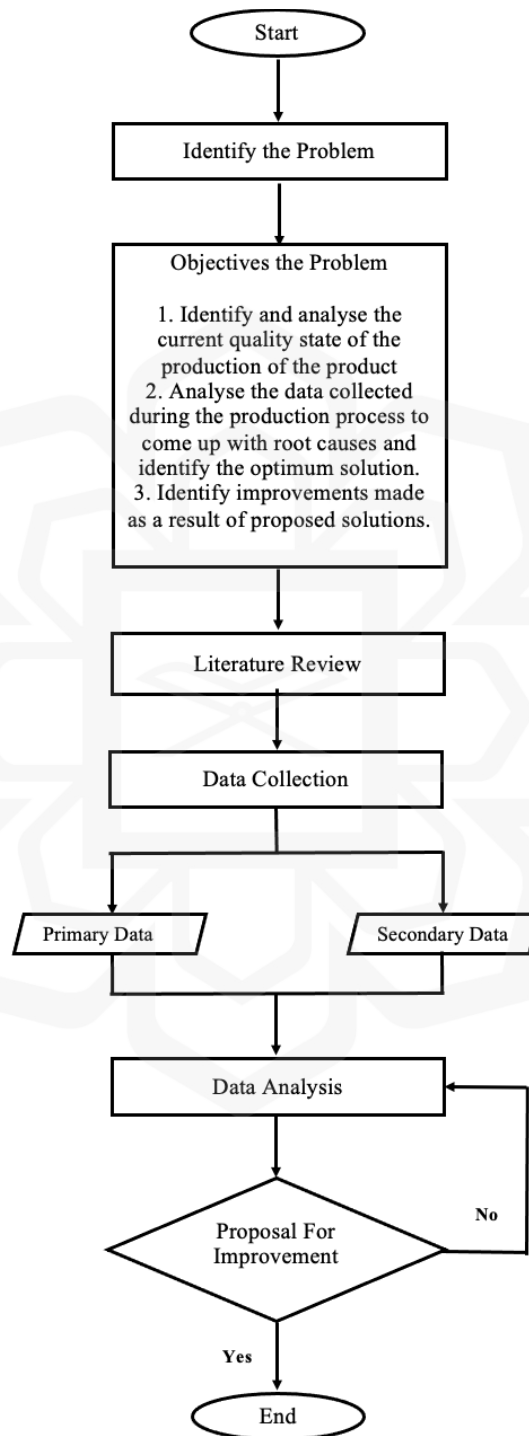 Start
Identify the Problem
Objectives the Problem
1. Identify and analyse the
current quality state of the
production of the product
2. Analyse the data collected
during the production process to
come up with root causes and
identify the optimum solution.
3. Identify improvements made
as a result of proposed solutions.
Literature Review
Data Collection
Primary Data
Secondary Data
Data Analysis
Proposal For
Improvement
No
Yes
End